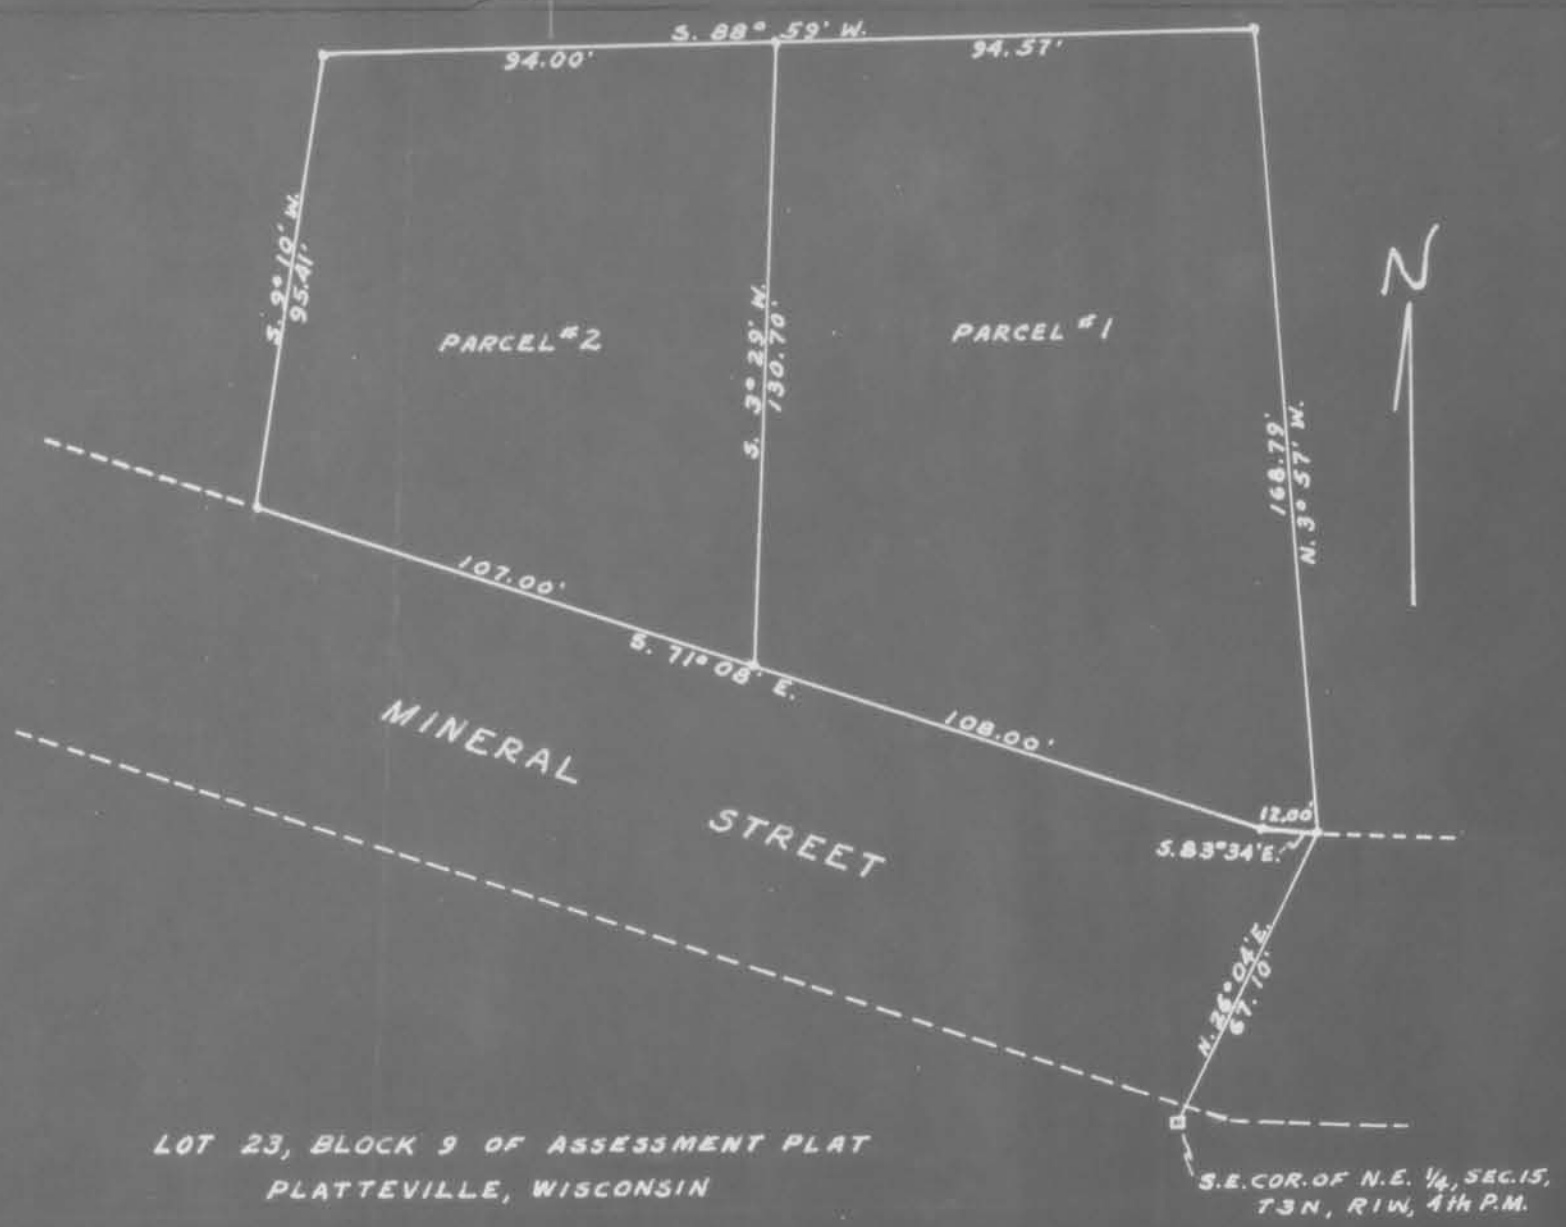 S. 88° 59' W.
94.00'
94.57'
S. 9° 10' W.
95.41'
PARCEL #2
S. 3° 29' W.
130.70'
PARCEL #1
N
168.79'
N. 3° 57' W.
107.00'
S. 71° 08' E.
108.00'
MINERAL STREET
12.00'
S. 83° 34' E.
N. 26° 04' E.
67.10'
LOT 23, BLOCK 9 OF ASSESSMENT PLAT
PLATTEVILLE, WISCONSIN
S.E. COR. OF N.E. 1/4, SEC. 15,
T3N, R1W, 4th P.M.